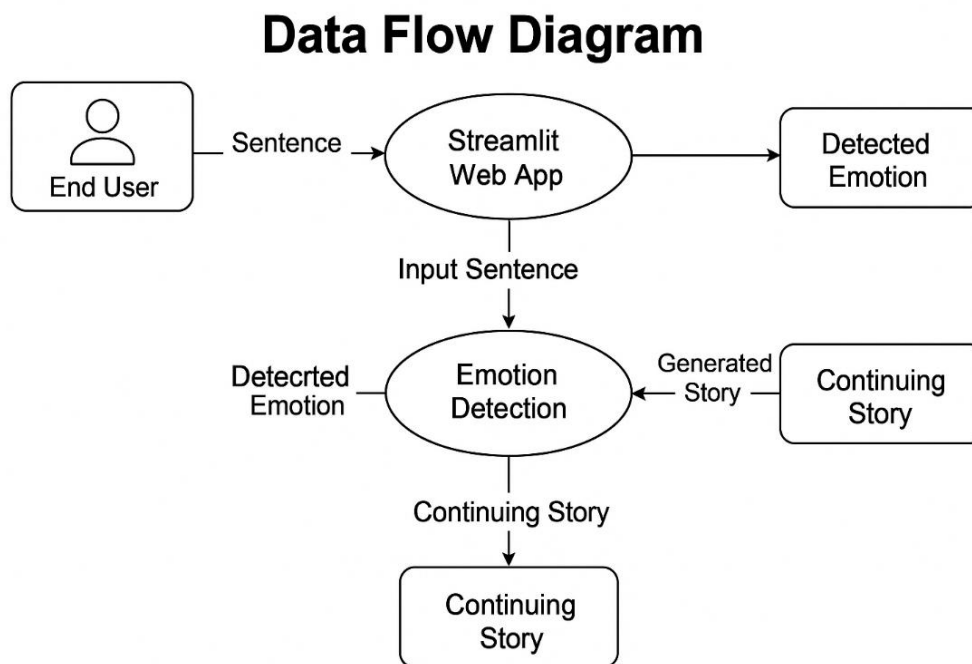 Data Flow Diagram
End User
Sentence
Streamlit
Web App
Detected
Emotion
Input Sentence
Detecrted
Emotion
Emotion
Detection
Generated
Story
Continuing
Story
Continuing Story
Continuing
Story